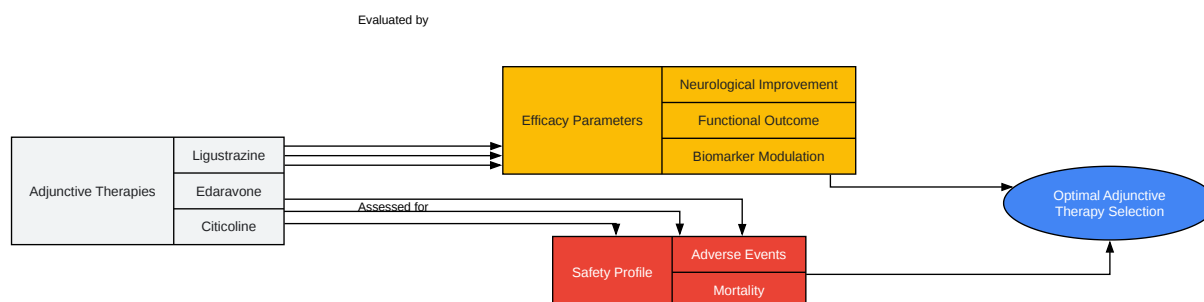 Evaluated by
Neurological Improvement
Efficacy Parameters
Functional Outcome
Biomarker Modulation
Adjunctive Therapies
Ligustrazine
Edaravone
Citicoline
Assessed for
Optimal Adjunctive
Therapy Selection
Safety Profile
Adverse Events
Mortality